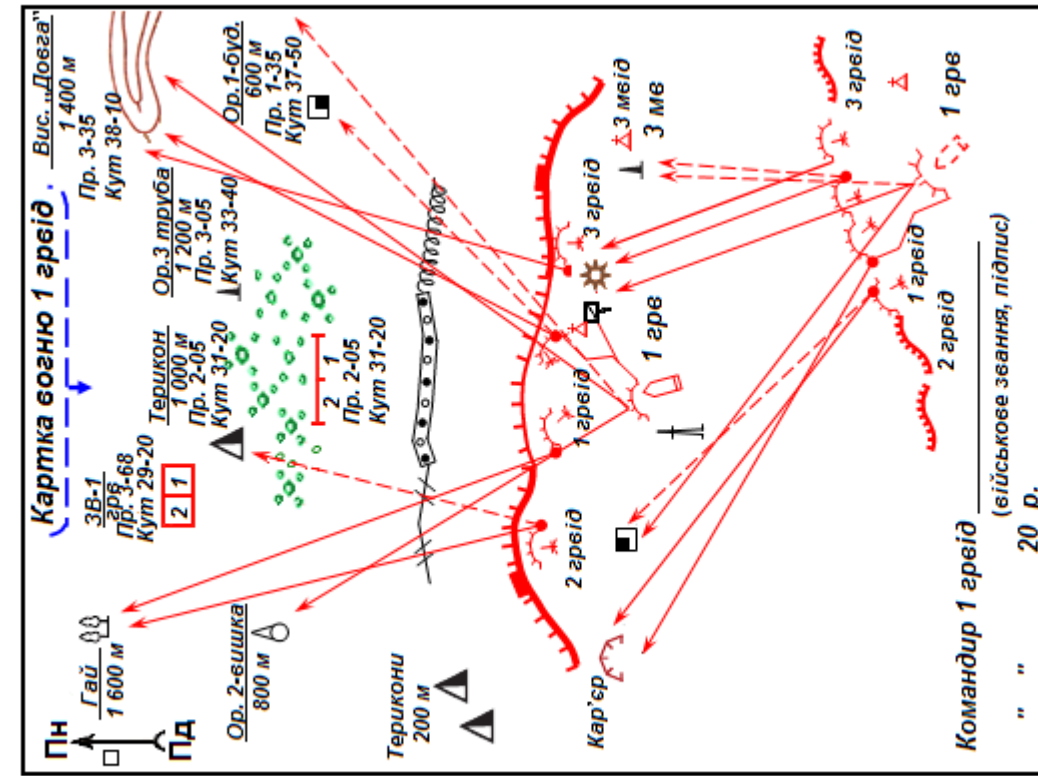 Картка вогню 1 грвід
Вис. „Довга"
1 400 м
Пр. 3-35
Кут 38-10
Ор.1-буд.
600 м
Пр. 1-35
Кут 37-50
Ор.3 труба
1 200 м
Пр. 3-05
Кут 33-40
Терикон
1 000 м
Пр. 2-05
Кут 31-20
ЗВ-1
грв
Пр. 3-68
Кут 29-20
2 1
2 1
Пр. 2-05
Кут 31-20
Гай
1 600 м
Пн
Пд
Ор. 2-вишка
800 м
Терикони
200 м
Кар'єр
2 грвід
1 грвід
3 грвід
1 грв
3 мвід
3 мв
3 грвід
1 грв
1 грвід
2 грвід
Командир 1 грвід
(військове звання, підпис)
" " 20 р.